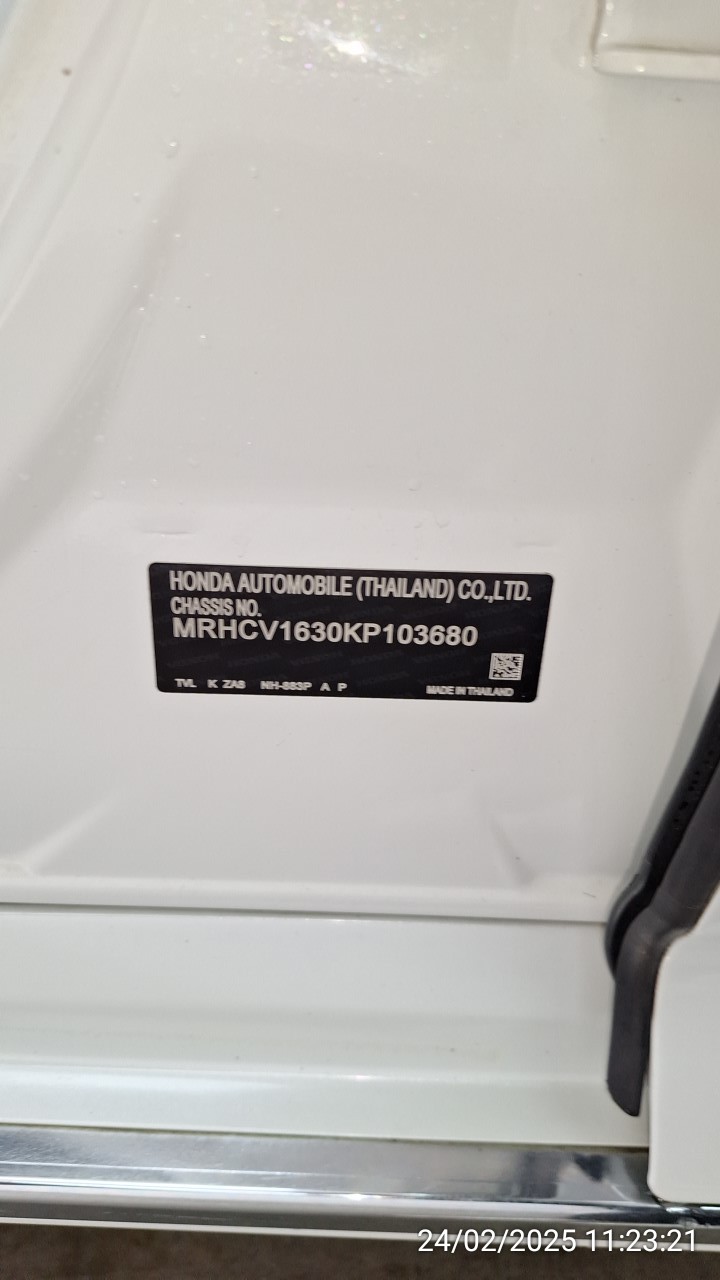 HONDA AUTOMOBILE (THAILAND) CO.,LTD.
CHASSIS NO.
MRHCV1630KP103680
TVL K ZA8 NH-883P A P
MADE IN THAILAND
24/02/2025 11:23:21